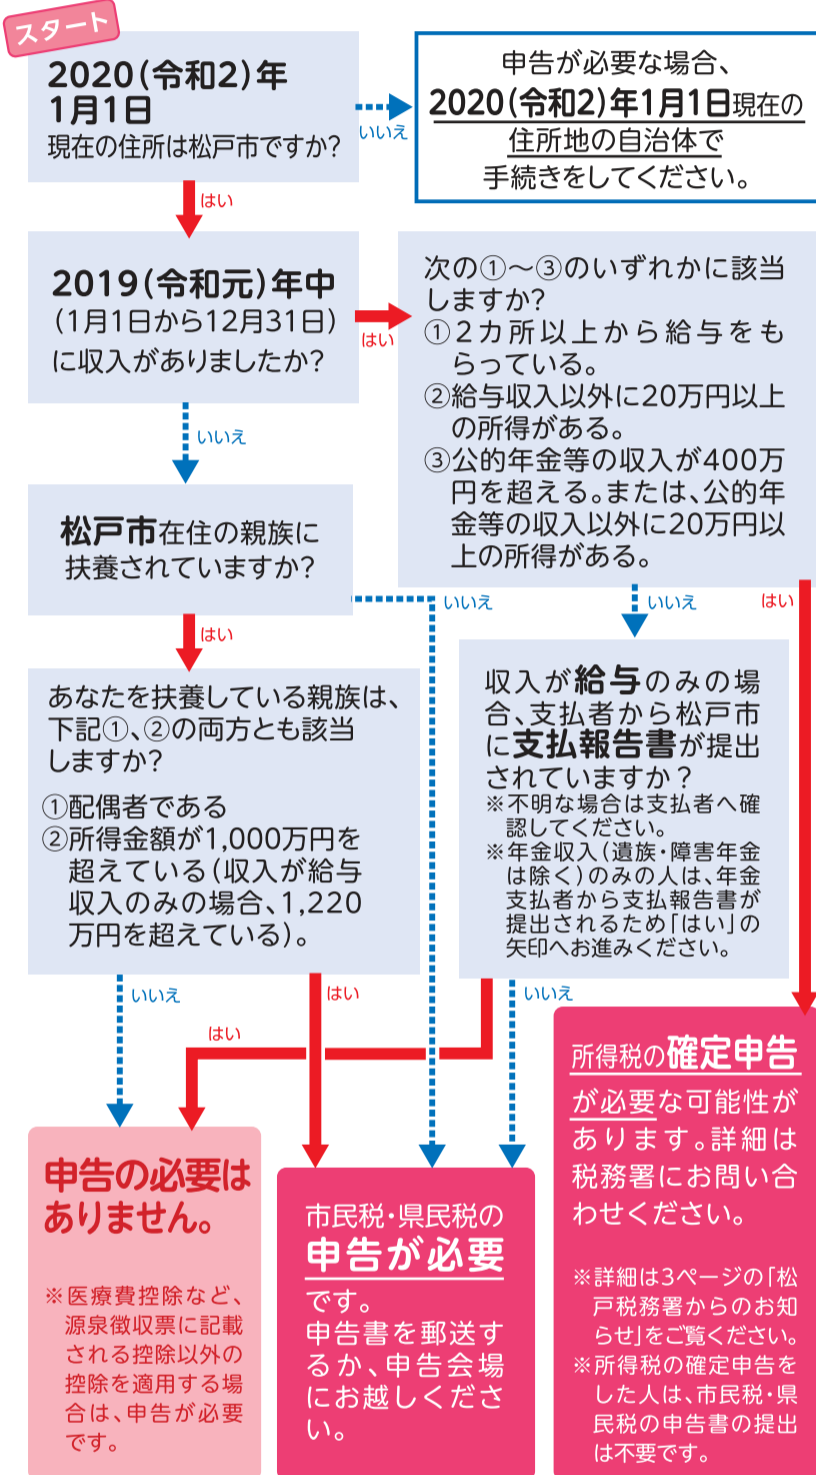 スタート
2020(令和2)年
1月1日
現在の住所は松戸市ですか?
いいえ
申告が必要な場合、
2020(令和2)年1月1日現在の
住所地の自治体で
手続きをしてください。
はい
2019(令和元)年中
(1月1日から12月31日)
に収入がありましたか?
はい
次の①～③のいずれかに該当
しますか?
①2カ所以上から給与をも
らっている。
②給与収入以外に20万円以上
の所得がある。
③公的年金等の収入が400万
円を超える。または、公的年
金等の収入以外に20万円以
上の所得がある。
いいえ
松戸市在住の親族に
扶養されていますか?
いいえ
いいえ
はい
はい
あなたを扶養している親族は、
下記①、②の両方とも該当
しますか?
①配偶者である
②所得金額が1,000万円を
超えている(収入が給与
収入のみの場合、1,220
万円を超えている)。
収入が給与のみの場
合、支払者から松戸市
に支払報告書が提出
されていますか？
※不明な場合は支払者へ確
認してください。
※年金収入(遺族・障害年金
は除く)のみの人は、年金
支払者から支払報告書が
提出されるため「はい」の
矢印へお進みください。
いいえ
はい
はい
いいえ
申告の必要は
ありません。
※医療費控除など、
源泉徴収票に記載
される控除以外の
控除を適用する場
合は、申告が必要
です。
市民税・県民税の
申告が必要
です。
申告書を郵送す
るか、申告会場
にお越しくださ
い。
所得税の確定申告
が必要な可能性が
あります。詳細は
税務署にお問い合
わせください。
※詳細は3ページの「松
戸税務署からのお知
らせ」をご覧ください。
※所得税の確定申告を
した人は、市民税・県
民税の申告書の提出
は不要です。